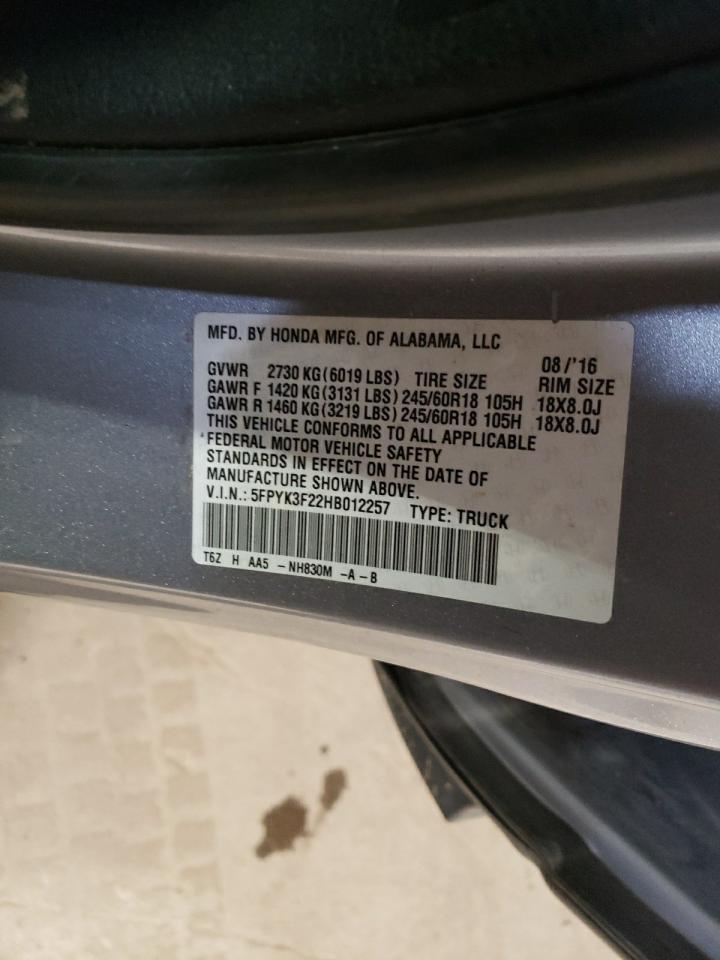 MFD. BY HONDA MFG. OF ALABAMA, LLC
08/'16
GVWR 2730 KG(6019 LBS) TIRE SIZE RIM SIZE
GAWR F 1420 KG(3131 LBS) 245/60R18 105H 18X8.0J
GAWR R 1460 KG(3219 LBS) 245/60R18 105H 18X8.0J
THIS VEHICLE CONFORMS TO ALL APPLICABLE
FEDERAL MOTOR VEHICLE SAFETY
STANDARDS IN EFFECT ON THE DATE OF
MANUFACTURE SHOWN ABOVE.
V.I.N.: 5FPYK3F22HB012257 TYPE: TRUCK
T6Z H AA5 -NH830M -A-B